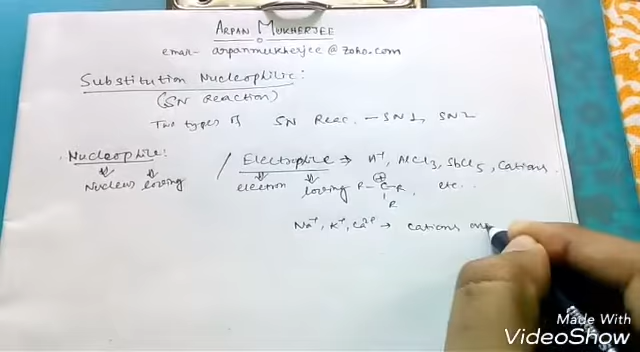 ARPAN MUKHERJEE
email- arpanmukherjee@zoho.com
Substitution Nucleophilic:
(SN Reaction)
Two types of SN Reac. - SN1, SN2
Nucleophile: / Electrophile → H⁺, AlCl3, SbCl5, Cations.
Nucleus loving electron loving R-C⊕-R, etc..
R
Na⁺, K⁺, Ca²⁺ → cations
Made With
VideoShow